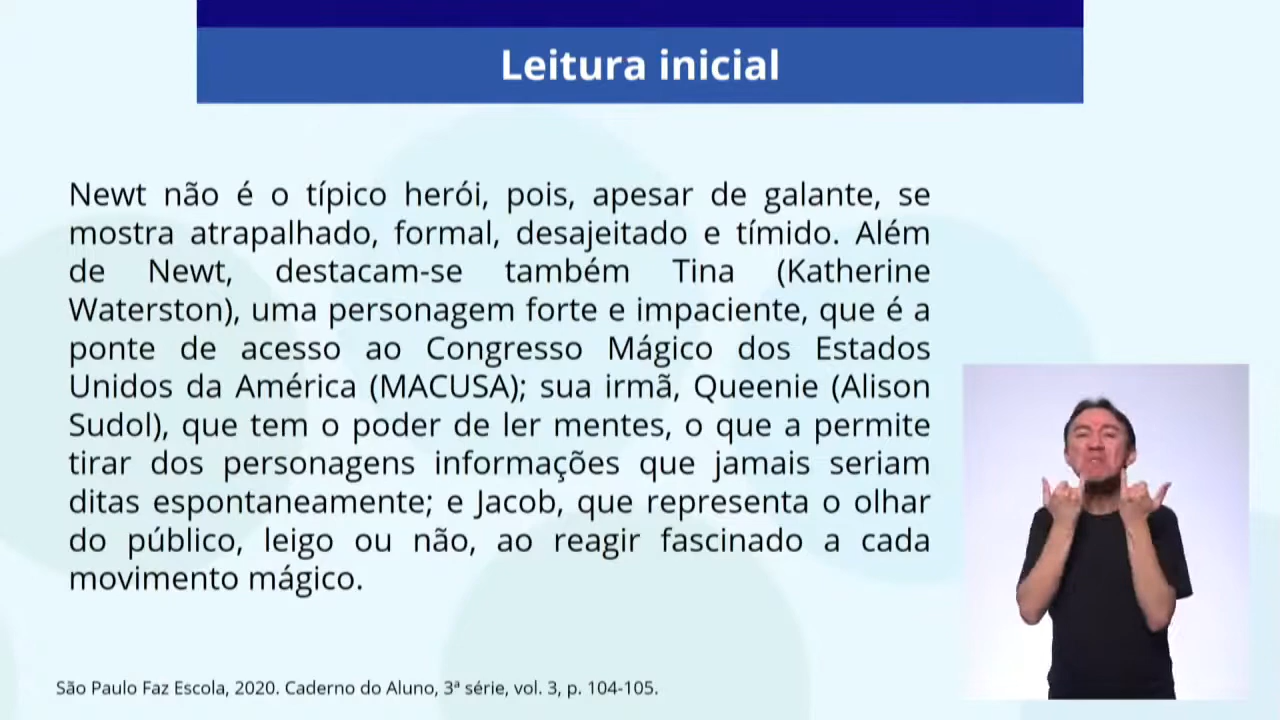 Leitura inicial
Newt não é o típico herói, pois, apesar de galante, se
mostra atrapalhado, formal, desajeitado e tímido. Além
de Newt, destacam-se também Tina (Katherine
Waterston), uma personagem forte e impaciente, que é a
ponte de acesso ao Congresso Mágico dos Estados
Unidos da América (MACUSA); sua irmã, Queenie (Alison
Sudol), que tem o poder de ler mentes, o que a permite
tirar dos personagens informações que jamais seriam
ditas espontaneamente; e Jacob, que representa o olhar
do público, leigo ou não, ao reagir fascinado a cada
movimento mágico.
São Paulo Faz Escola, 2020. Caderno do Aluno, 3ª série, vol. 3, p. 104-105.